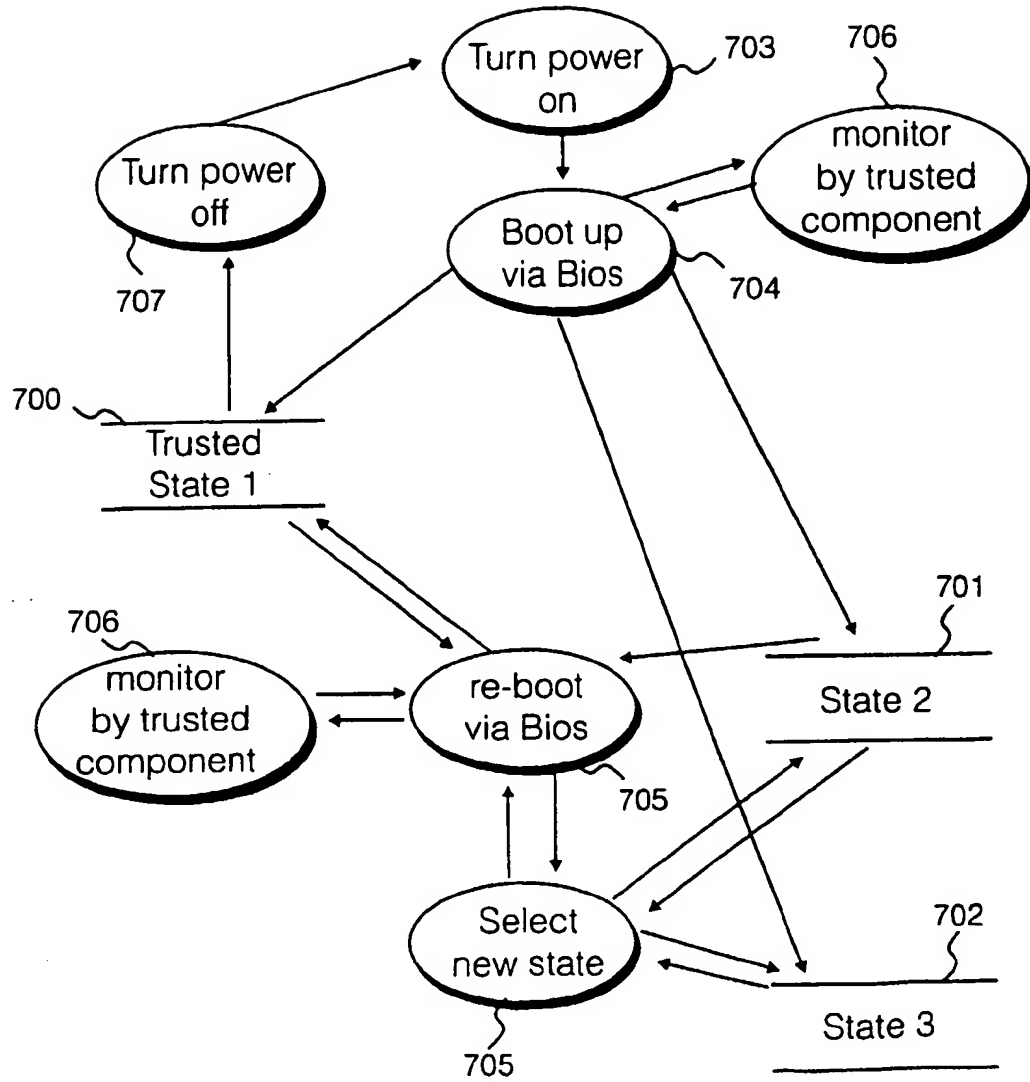 Turn power
on
703
706
monitor
by trusted
component
Turn power
off
707
Boot up
via Bios
704
700
Trusted
State 1
701
State 2
706
monitor
by trusted
component
re-boot
via Bios
705
Select
new state
705
702
State 3